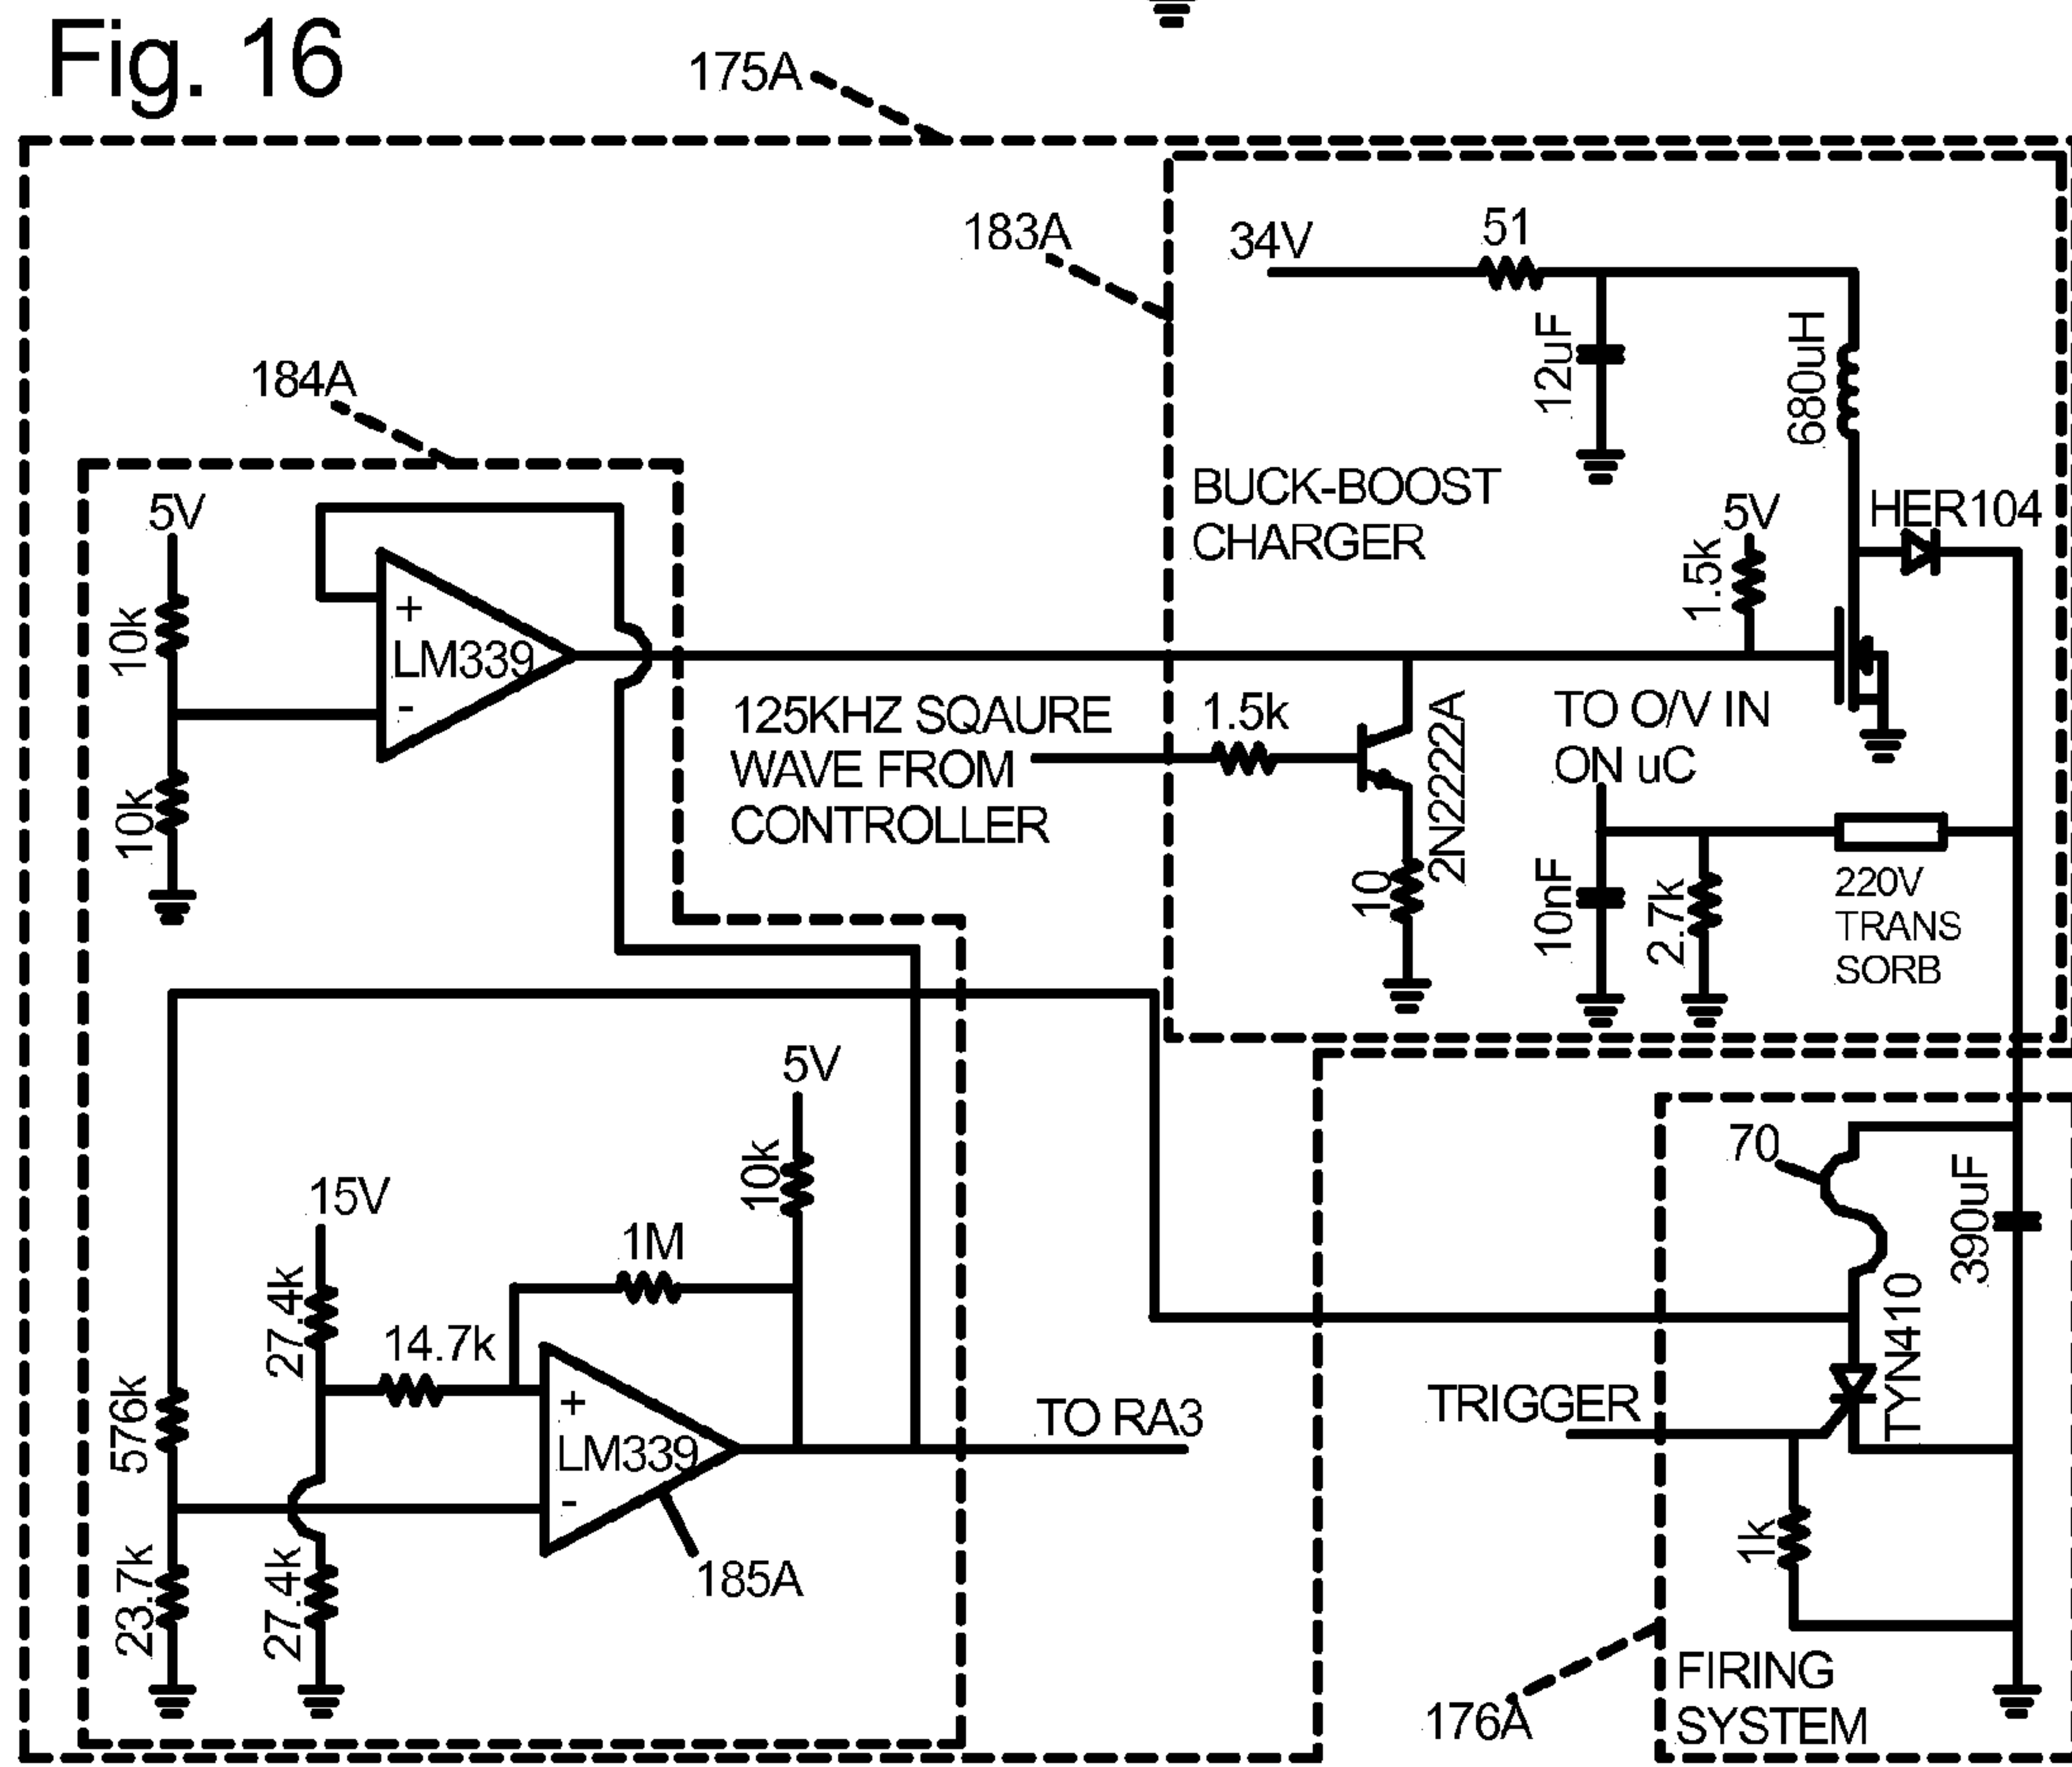 Fig. 16
175A
183A
34V
51
12uF
680uH
184A
BUCK-BOOST
CHARGER
5V
HER104
1.5k
5V
10k
+
LM339
-
10k
125KHZ SQAURE
WAVE FROM
CONTROLLER
1.5k
2N2222A
10
TO O/V IN
ON uC
10nF
2.7k
220V
TRANS
SORB
5V
10k
15V
1M
27.4k
14.7k
576k
+
LM339
-
TO RA3
185A
23.7k
27.4k
70
390uF
TYN410
TRIGGER
1k
176A
FIRING
SYSTEM